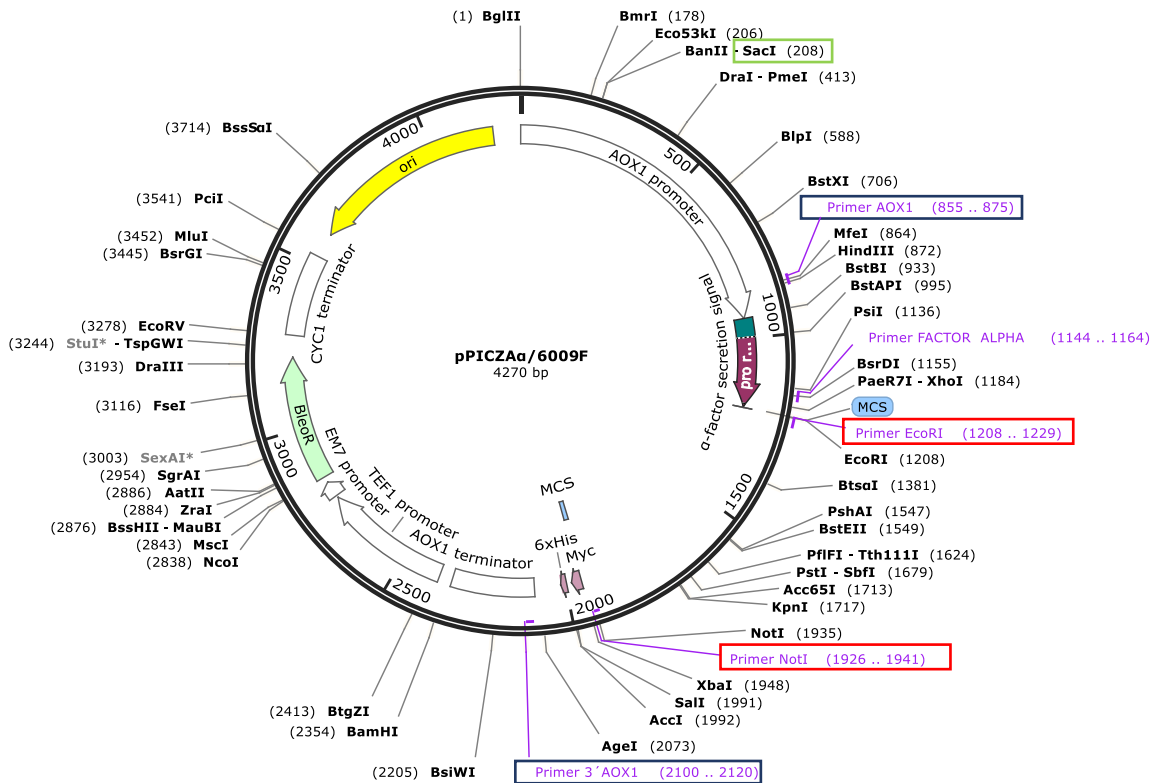 (1) BglII
BmrI (178)
Eco53kI (206)
BanII - SacI (208)
DraI - PmeI (413)
BlpI (588)
BstXI (706)
Primer AOX1 (855 .. 875)
MfeI (864)
HindIII (872)
BstBI (933)
BstAPI (995)
PsiI (1136)
Primer FACTOR ALPHA (1144 .. 1164)
BsrDI (1155)
PaeR7I - XhoI (1184)
MCS
Primer EcoRI (1208 .. 1229)
EcoRI (1208)
BtsαI (1381)
PshAI (1547)
BstEII (1549)
PflFI - Tth111I (1624)
PstI - SbfI (1679)
Acc65I (1713)
KpnI (1717)
NotI (1935)
Primer NotI (1926 .. 1941)
XbaI (1948)
SalI (1991)
AccI (1992)
AgeI (2073)
Primer 3´AOX1 (2100 .. 2120)
(2205) BsiWI
(2354) BamHI
(2413) BtgZI
(2838) NcoI
(2843) MscI
(2876) BssHII - MauBI
(2884) ZraI
(2886) AatII
(2954) SgrAI
(3003) SexAI*
(3116) FseI
(3193) DraIII
(3244) StuI* - TspGWI
(3278) EcoRV
(3445) BsrGI
(3452) MluI
(3541) PciI
(3714) BssSαI
500
1000
1500
2000
2500
3000
3500
4000
AOX1 promoter
α-factor secretion signal
pro r...
MCS
6xHis
Myc
AOX1 terminator
TEF1 promoter
EM7 promoter
BleoR
CYC1 terminator
ori
pPICZAα/6009F
4270 bp